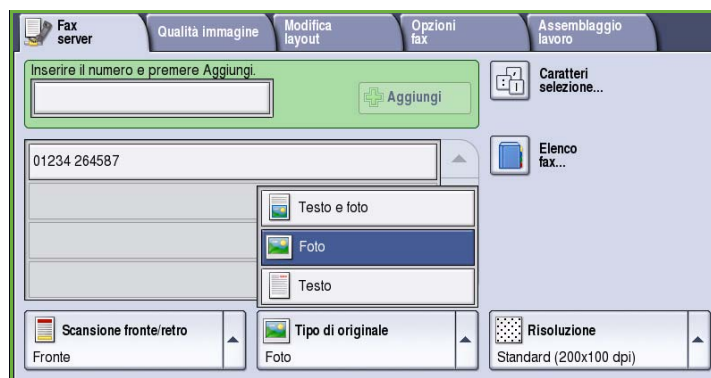 Fax
server
Qualità immagine
Modifica
layout
Opzioni
fax
Assemblaggio
lavoro
Inserire il numero e premere Aggiungi.
Aggiungi
Caratteri
selezione...
01234 264587
Elenco
fax...
Testo e foto
Foto
Testo
Scansione fronte/retro
Fronte
Tipo di originale
Foto
Risoluzione
Standard (200x100 dpi)